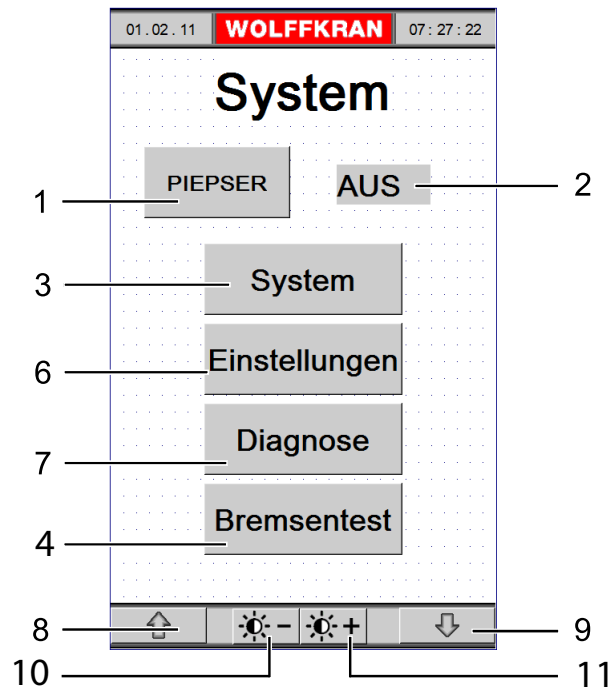 01.02.11 WOLFFKRAN 07:27:22
System
PIEPSER AUS 2
1
3 System
6 Einstellungen
7 Diagnose
4 Bremsentest
8 - + 9
10 11